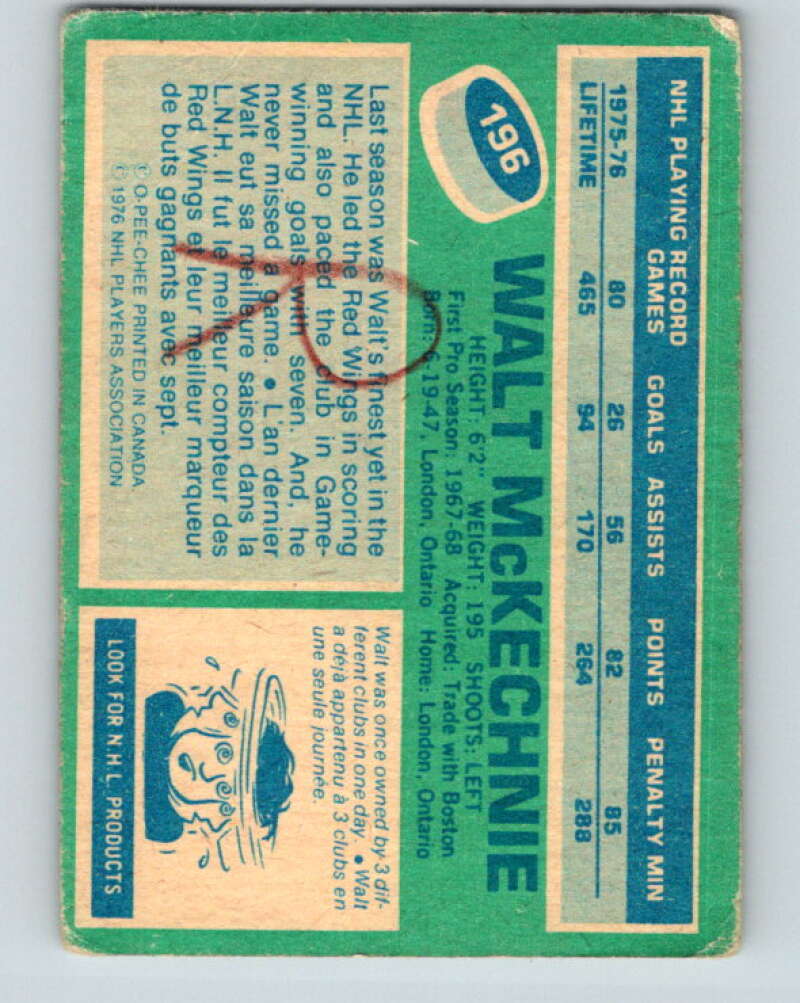 NHL PLAYING RECORD
GAMES GOALS ASSISTS POINTS PENALTY MIN
1975-76 80 26 56 82 85
LIFETIME 465 94 170 264 288
196
WALT McKECHNIE
HEIGHT: 6'2" WEIGHT: 195 SHOOTS: LEFT
First Pro Season: 1967-68 Acquired: Trade with Boston
Born: 6-19-47, London, Ontario Home: London, Ontario
Last season was Walt's finest yet in the
NHL. He led the Red Wings in scoring
and also paced the club in Game-
winning goals with seven. And, he
never missed a game. • L'an dernier
Walt eut sa meilleure saison dans la
L.N.H. Il fut le meilleur compteur des
Red Wings et leur meilleur marqueur
de buts gagnants avec sept.
© O-PEE-CHEE PRINTED IN CANADA
© 1976 NHL PLAYERS ASSOCIATION
R
Walt was once owned by 3 dif-
ferent clubs in one day. • Walt
a déjà appartenu à 3 clubs en
une seule journée.
LOOK FOR N.H.L. PRODUCTS